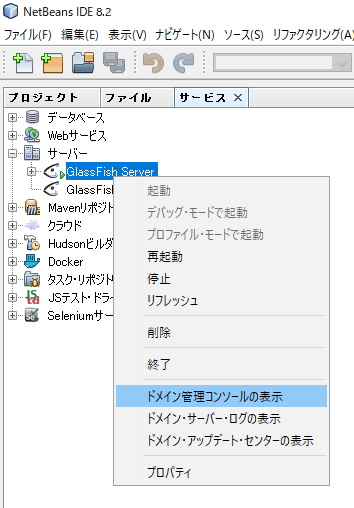 NetBeans IDE 8.2
ファイル(F) 編集(E) 表示(V) ナビゲート(N) ソース(S) リファクタリング(A)
プロジェクト ファイル サービス ×
データベース
Webサービス
サーバー
GlassFish Server
GlassFish
Mavenリポジト
クラウド
Hudsonビルダ
Docker
タスク・リポジト
JSテスト・ドライ
Seleniumサー
起動
デバッグ・モードで起動
プロファイル・モードで起動
再起動
停止
リフレッシュ
削除
終了
ドメイン管理コンソールの表示
ドメイン・サーバー・ログの表示
ドメイン・アップデート・センターの表示
プロパティ